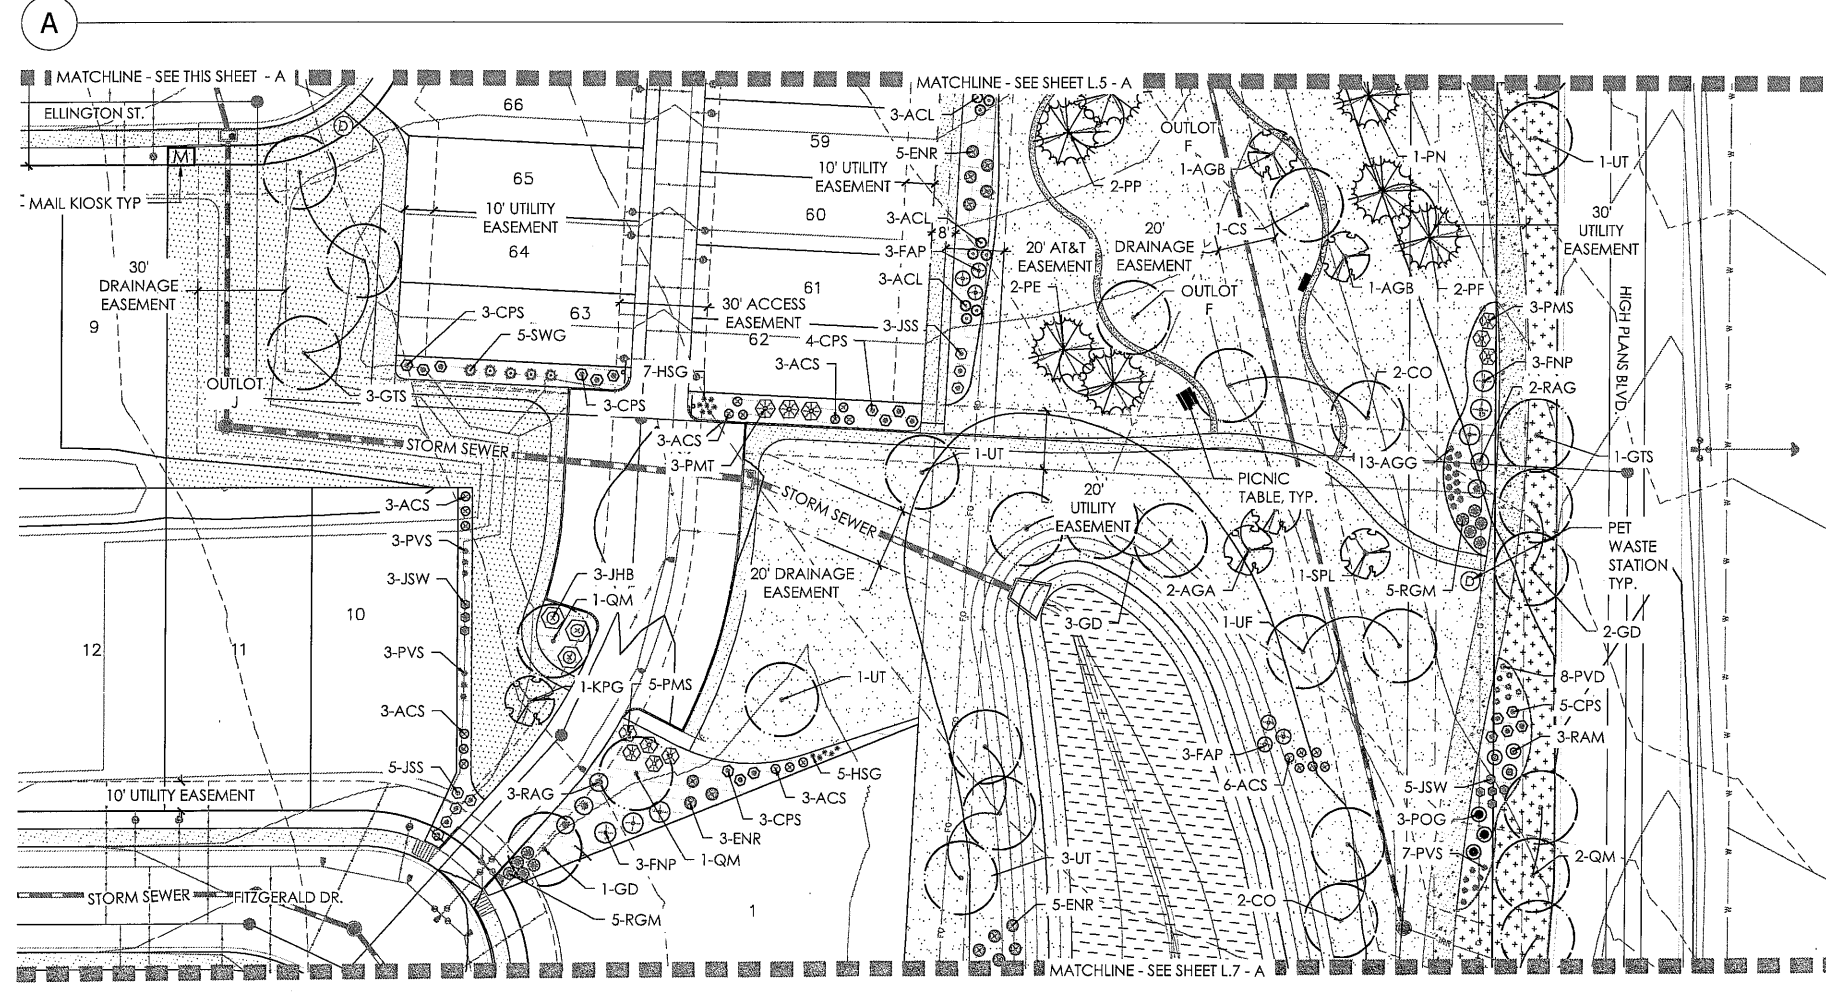 A
MATCHLINE - SEE THIS SHEET - A
MATCHLINE - SEE SHEET L.5 - A
ELLINGTON ST.
66
3-ACL
59
OUTLOT
F
5-ENR
M
65
10' UTILITY
EASEMENT
1-AGB
1-PN
1-UT
2-PP
MAIL KIOSK TYP
10' UTILITY
EASEMENT
60
3-ACL
8'
1-CS
30'
UTILITY
EASEMENT
64
3-FAP
20' AT&T
EASEMENT
20'
DRAINAGE
EASEMENT
30'
DRAINAGE
EASEMENT
3-ACL
2-PE
1-AGB
2-PF
61
OUTLOT
F
9
63
3-CPS
30' ACCESS
EASEMENT
3-PMS
5-SWG
62
4-CPS
3-JSS
HIGH PLAINS BLVD.
3-ACS
3-FNP
7-HSG
2-CO
OUTLOT
J
3-GTS
2-RAG
3-CPS
3-ACS
STORM SEWER
3-PMT
1-UT
13-AGG
1-GTS
PICNIC
TABLE, TYP.
3-ACS
STORM SEWER
20'
UTILITY
EASEMENT
3-PVS
PET
WASTE
STATION
TYP.
3-JSW
3-JHB
20' DRAINAGE
EASEMENT
1-SPL
2-AGA
5-RGM
1-QM
10
3-GD
1-UF
2-GD
12
11
3-PVS
1-KPG
5-PMS
1-UT
8-PVD
3-ACS
5-CPS
3-RAM
3-FAP
5-JSS
5-HSG
6-ACS
5-JSW
10' UTILITY EASEMENT
3-RAG
3-ACS
3-CPS
3-POG
3-ENR
7-PVS
3-FNP
1-QM
3-UT
2-QM
1-GD
STORM SEWER
FITZGERALD DR.
2-CO
5-ENR
5-RGM
1
MATCHLINE - SEE SHEET L.7 - A